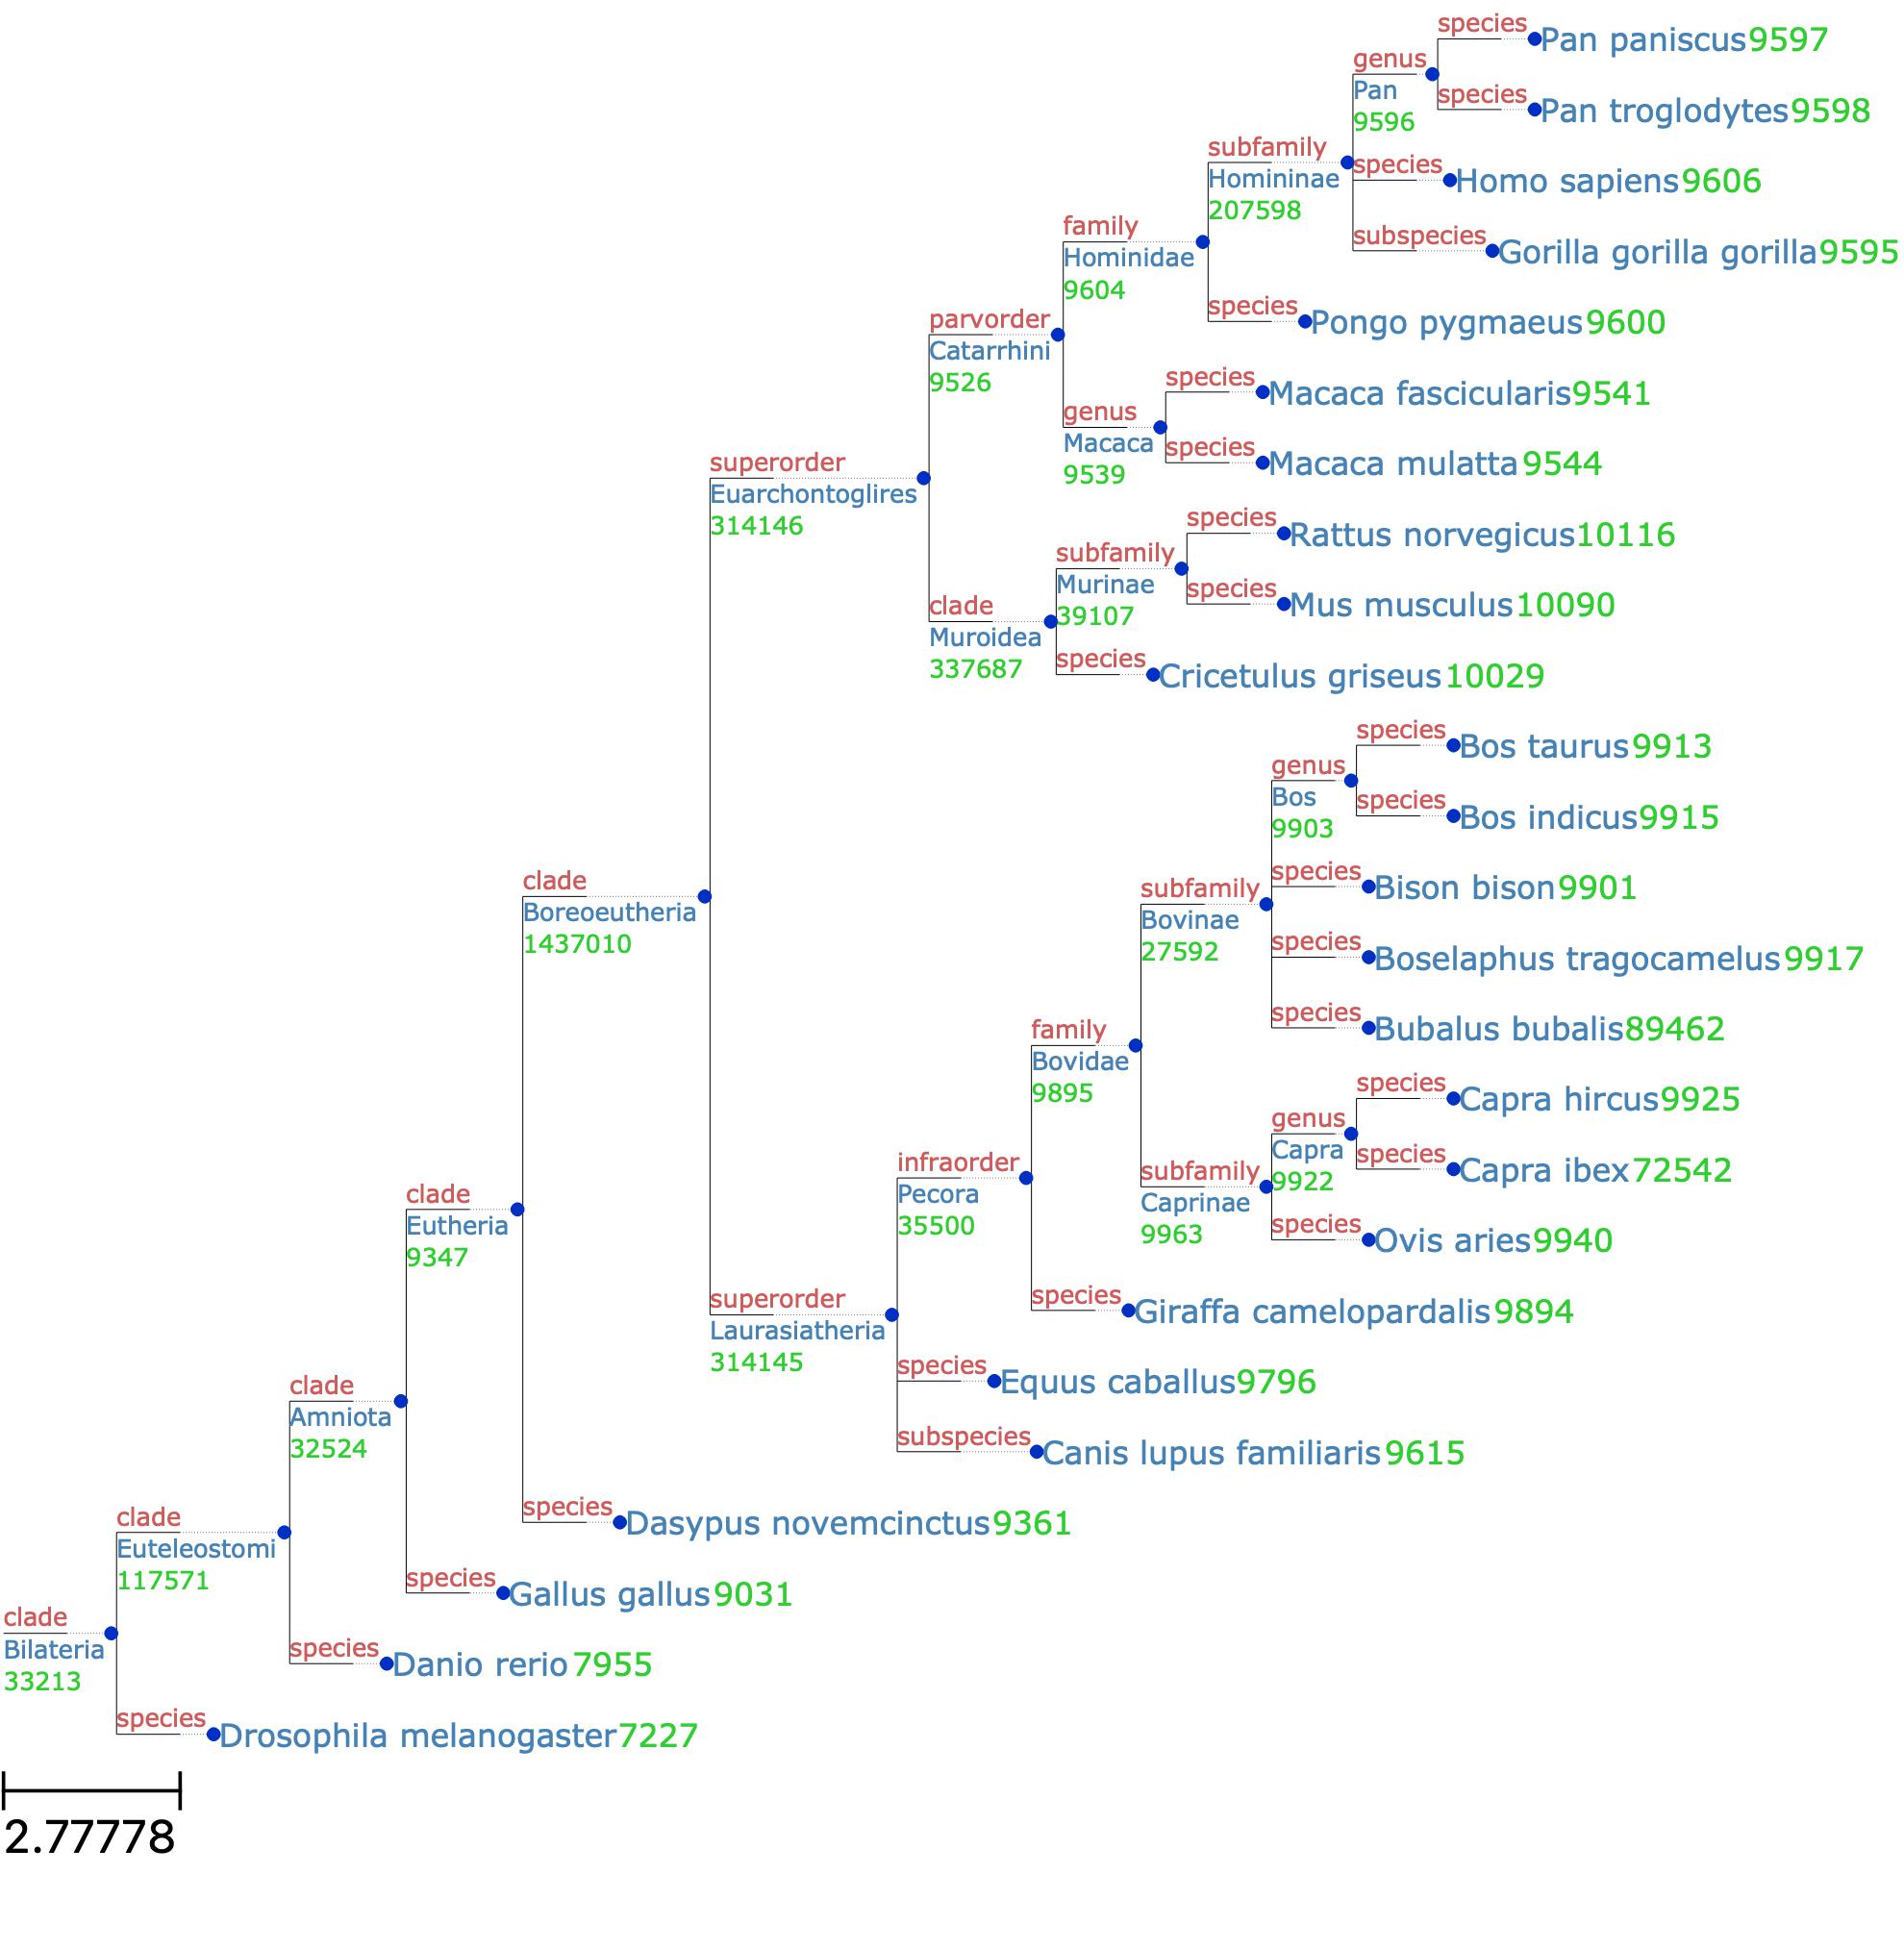 species
Pan paniscus9597
genus
Pan
9596
species
Pan troglodytes9598
subfamily
Homininae
207598
species
Homo sapiens9606
subspecies
Gorilla gorilla gorilla9595
family
Hominidae
9604
species
Pongo pygmaeus9600
parvorder
Catarrhini
9526
species
Macaca fascicularis9541
genus
Macaca
9539
species
Macaca mulatta9544
superorder
Euarchontoglires
314146
species
Rattus norvegicus10116
subfamily
Murinae
39107
species
Mus musculus10090
clade
Muroidea
337687
species
Cricetulus griseus10029
species
Bos taurus9913
genus
Bos
9903
species
Bos indicus9915
clade
Boreoeutheria
1437010
species
Bison bison9901
subfamily
Bovinae
27592
species
Boselaphus tragocamelus9917
species
Bubalus bubalis89462
family
Bovidae
9895
species
Capra hircus9925
genus
Capra
9922
species
Capra ibex72542
infraorder
Pecora
35500
subfamily
Caprinae
9963
species
Ovis aries9940
clade
Eutheria
9347
superorder
Laurasiatheria
314145
species
Giraffa camelopardalis9894
species
Equus caballus9796
clade
Amniota
32524
subspecies
Canis lupus familiaris9615
species
Dasypus novemcinctus9361
clade
Euteleostomi
117571
species
Gallus gallus9031
clade
Bilateria
33213
species
Danio rerio7955
species
Drosophila melanogaster7227
2.77778